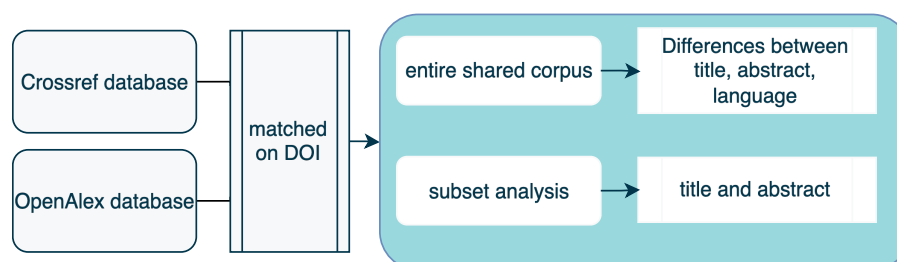 Crossref database
OpenAlex database
matched
on DOI
entire shared corpus
Differences between
title, abstract,
language
subset analysis
title and abstract